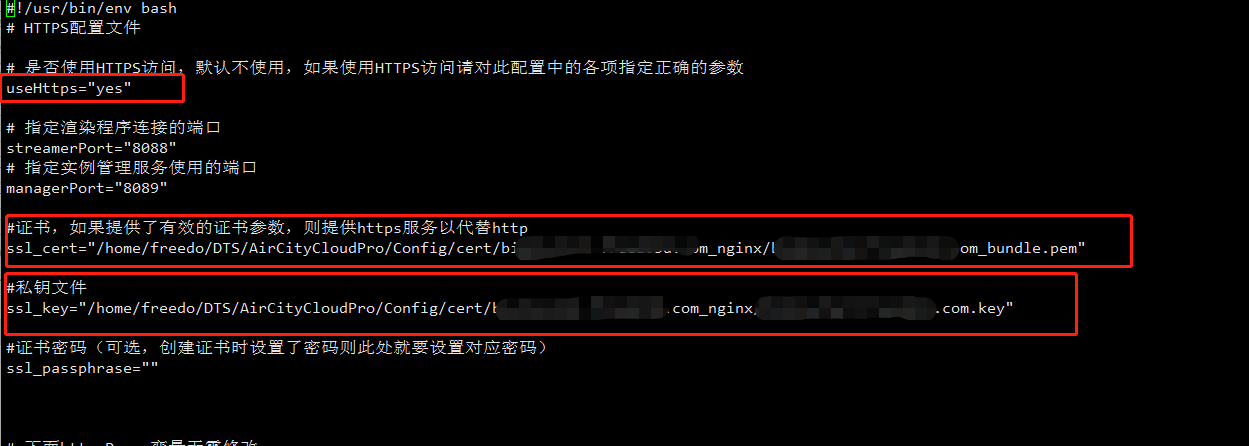 #!/usr/bin/env bash
# HTTPS配置文件
# 是否使用HTTPS访问，默认不使用，如果使用HTTPS访问请对此配置中的各项指定正确的参数
useHttps="yes"
# 指定渲染程序连接的端口
streamerPort="8088"
# 指定实例管理服务使用的端口
managerPort="8089"
#证书，如果提供了有效的证书参数，则提供https服务以代替http
ssl_cert="/home/freedo/DTS/AirCityCloudPro/Config/cert/bi om_nginx/ om_bundle.pem"
#私钥文件
ssl_key="/home/freedo/DTS/AirCityCloudPro/Config/cert/b .com_nginx/ .com.key"
#证书密码（可选，创建证书时设置了密码则此处就要设置对应密码）
ssl_passphrase=""